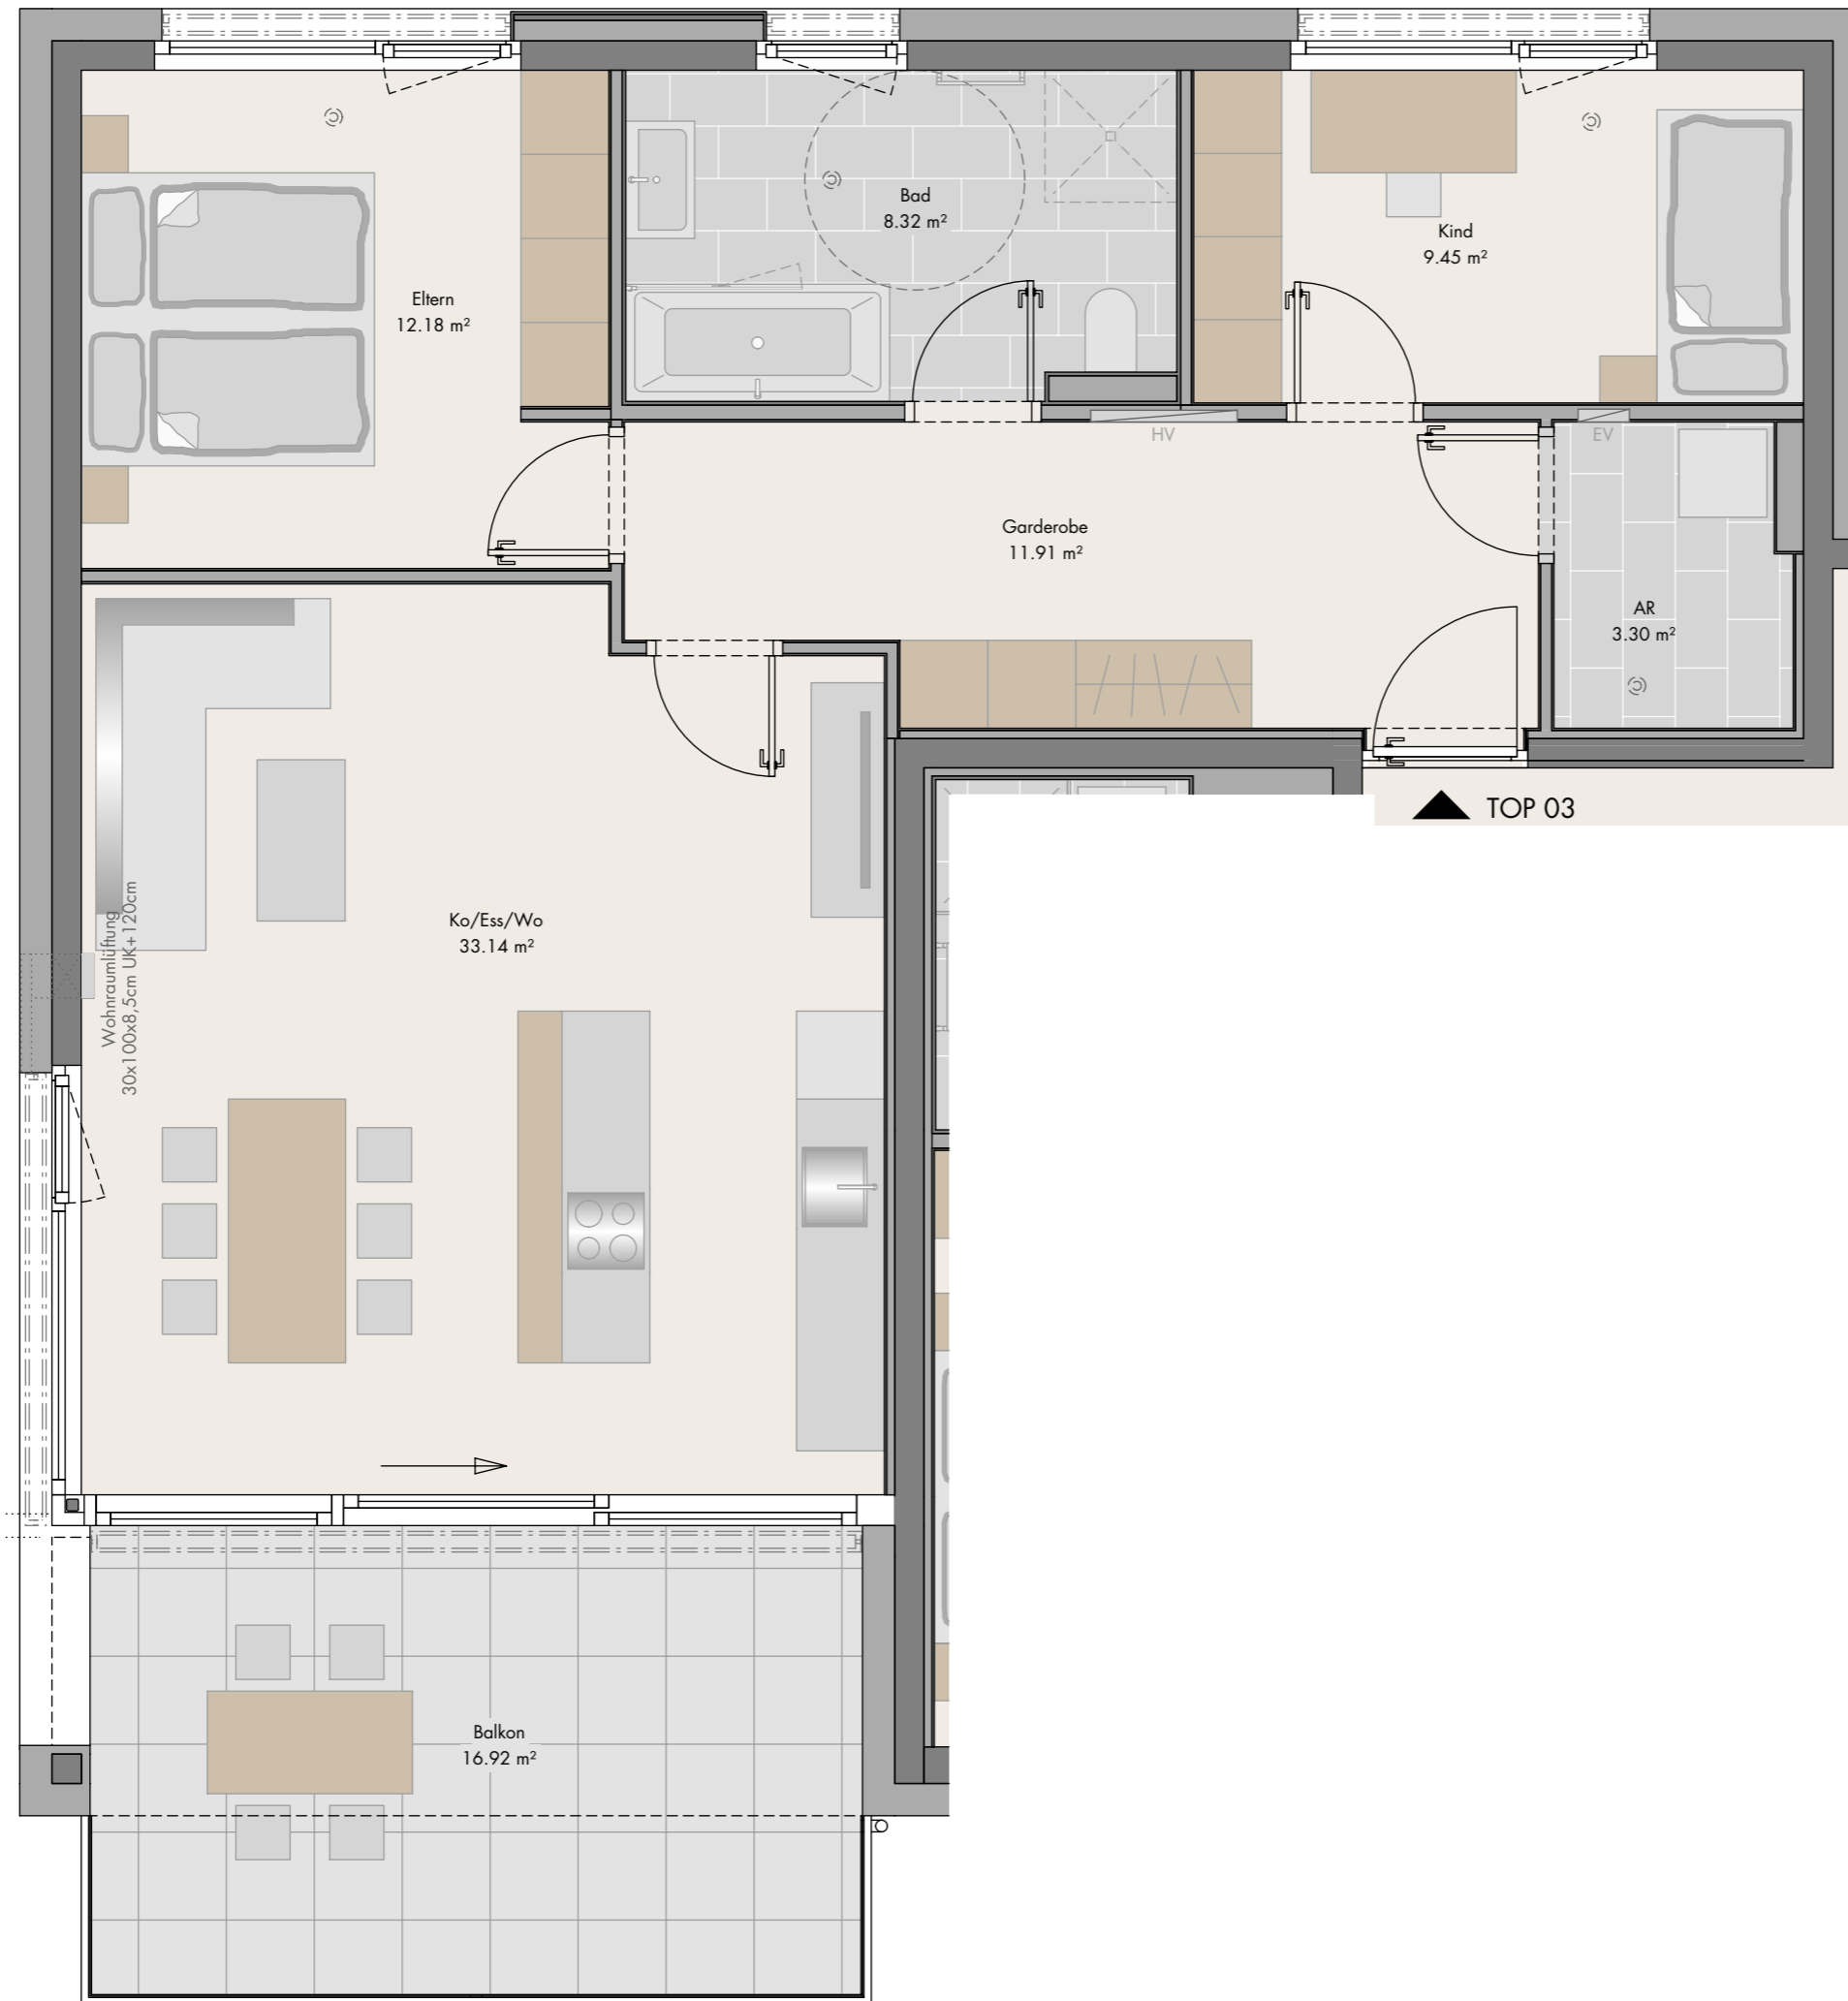 Bad
8.32 m²
Kind
9.45 m²
Eltern
12.18 m²
HV
EV
Garderobe
11.91 m²
AR
3.30 m²
TOP 03
Ko/Ess/Wo
33.14 m²
Wohnraumlüftung
30x100x8,5cm UK+120cm
Balkon
16.92 m²